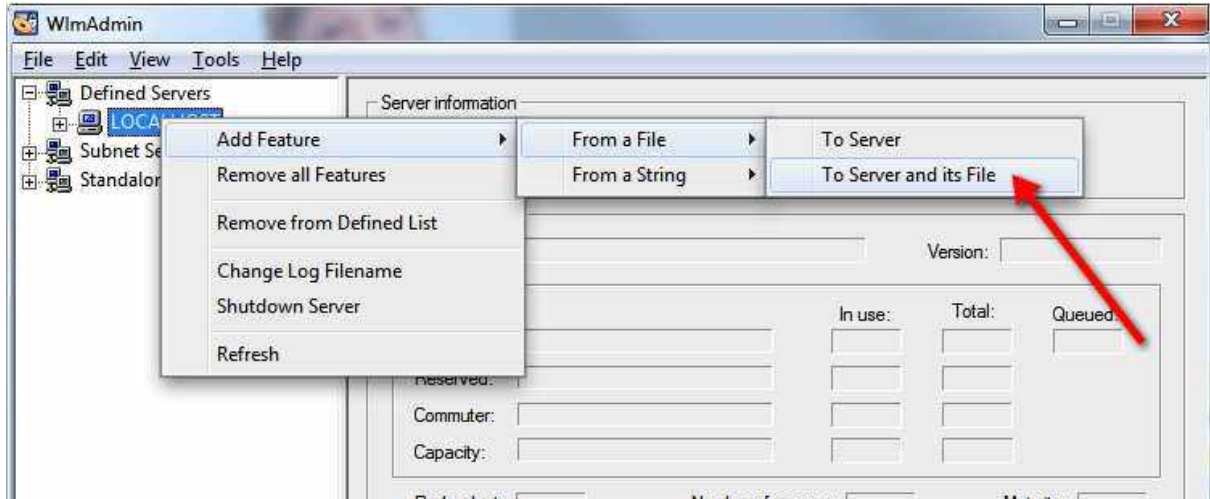 WlmAdmin
File Edit View Tools Help
Defined Servers
Subnet
Server information
Add Feature
From a File
To Server
Remove all Features
From a String
To Server and its File
Remove from Defined List
Version:
Change Log Filename
Shutdown Server
In use: Total: Queued:
Refresh
Reserved:
Commuter:
Capacity: